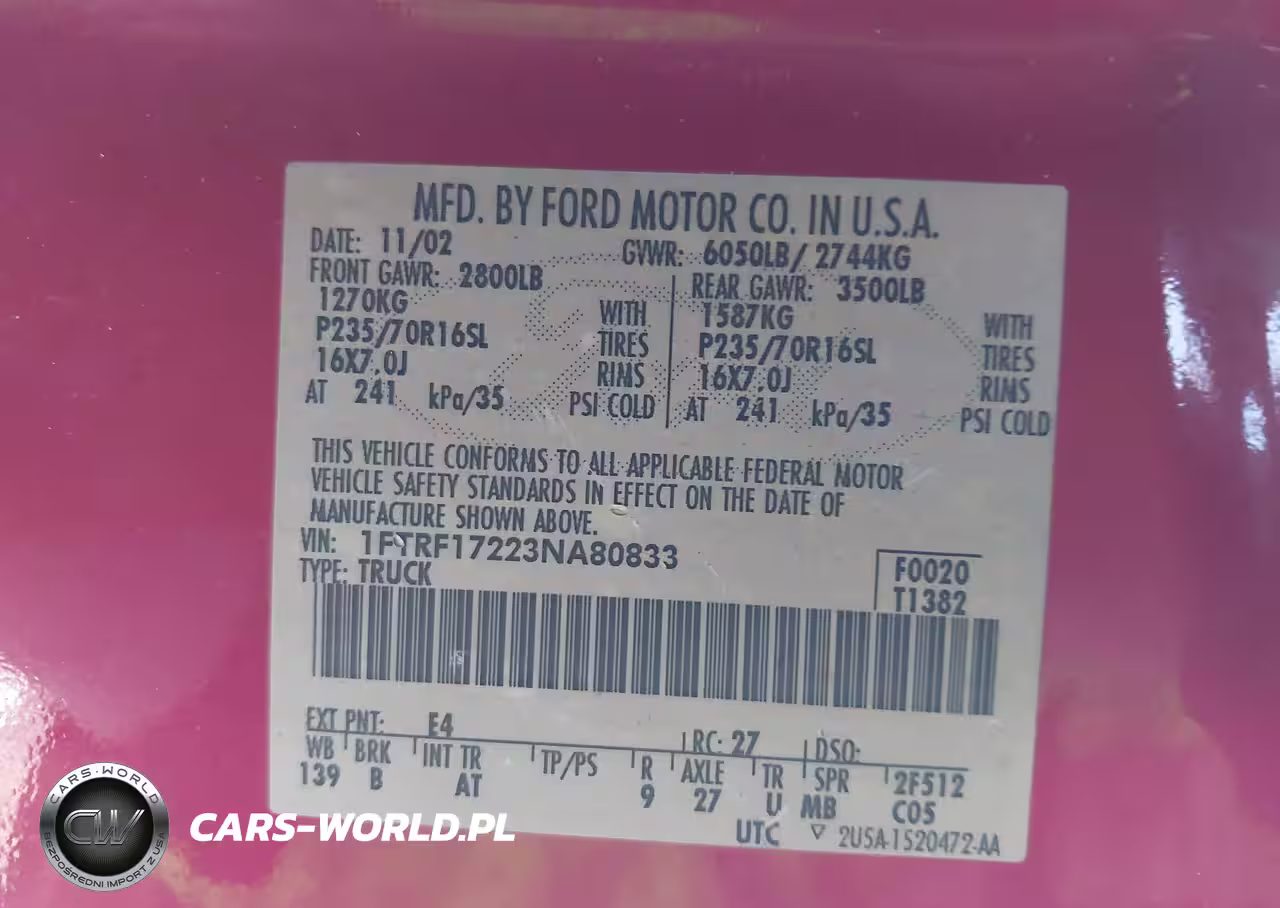 MFD. BY FORD MOTOR CO. IN U.S.A.
DATE: 11/02 GVWR: 6050LB/ 2744KG
FRONT GAWR: 2800LB REAR GAWR: 3500LB
1270KG WITH 1587KG WITH
P235/70R16SL TIRES P235/70R16SL TIRES
16X7.0J RIMS 16X7.0J RIMS
AT 241 kPa/35 PSI COLD AT 241 kPa/35 PSI COLD
THIS VEHICLE CONFORMS TO ALL APPLICABLE FEDERAL MOTOR
VEHICLE SAFETY STANDARDS IN EFFECT ON THE DATE OF
MANUFACTURE SHOWN ABOVE.
VIN: 1FTRF17223NA80833
TYPE: TRUCK
F0020
T1382
EXT PNT: E4 RC: 27 DSO:
WB BRK INT TR TP/PS R AXLE TR SPR 2F512
139 B AT 9 27 U MB C05
UTC ▽ 2U5A-1520472-AA
CARS-WORLD
CW
BEZPOŚREDNI IMPORT Z USA
CARS-WORLD.PL